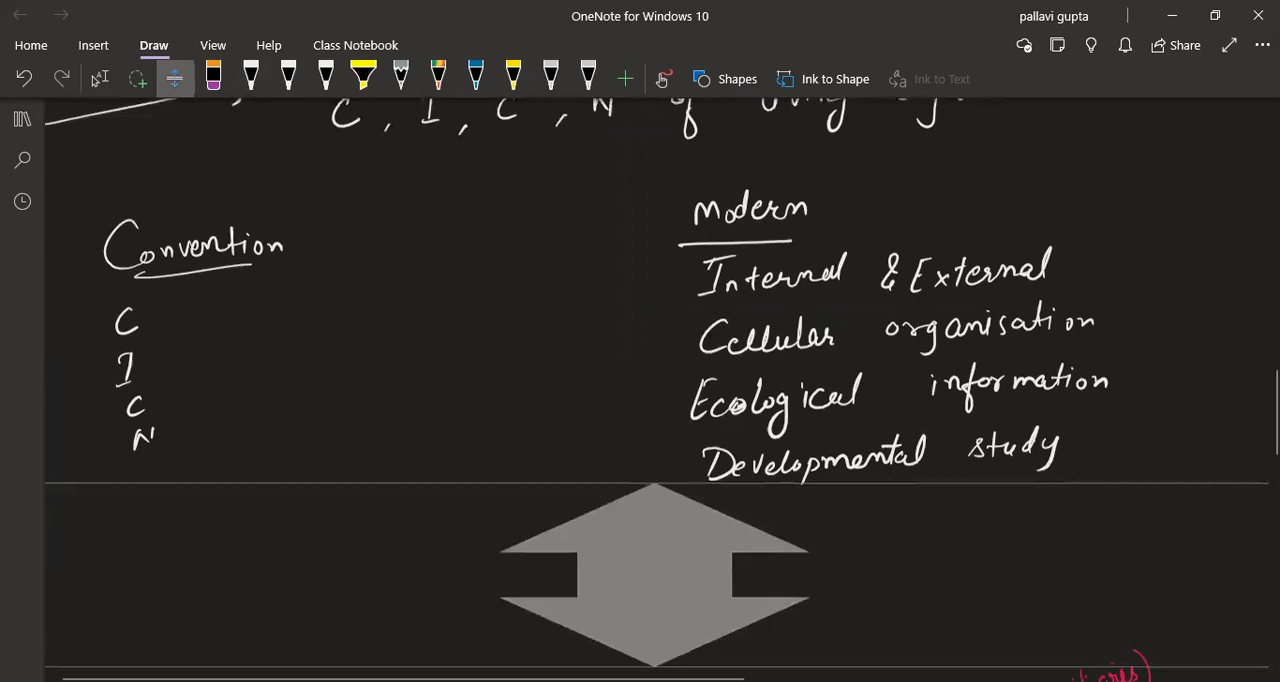 OneNote for Windows 10
pallavi gupta
Home Insert Draw View Help Class Notebook
Share
Shapes Ink to Shape Ink to Text
C, I, C, N of
Convention
C
I
C
N
Modern
Internal & External
Cellular organisation
Ecological information
Developmental study